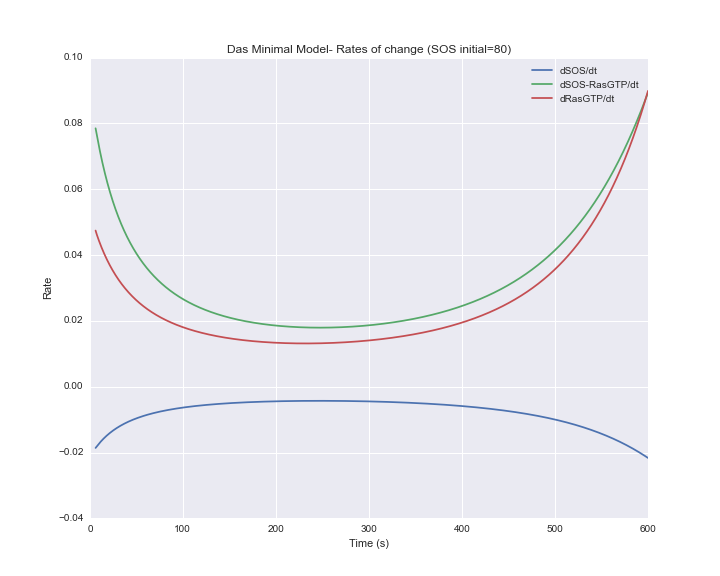 Das Minimal Model- Rates of change (SOS initial=80)
dSOS/dt
dSOS-RasGTP/dt
dRasGTP/dt
0.10
0.08
0.06
0.04
0.02
0.00
−0.02
−0.04
Rate
0 100 200 300 400 500 600
Time (s)